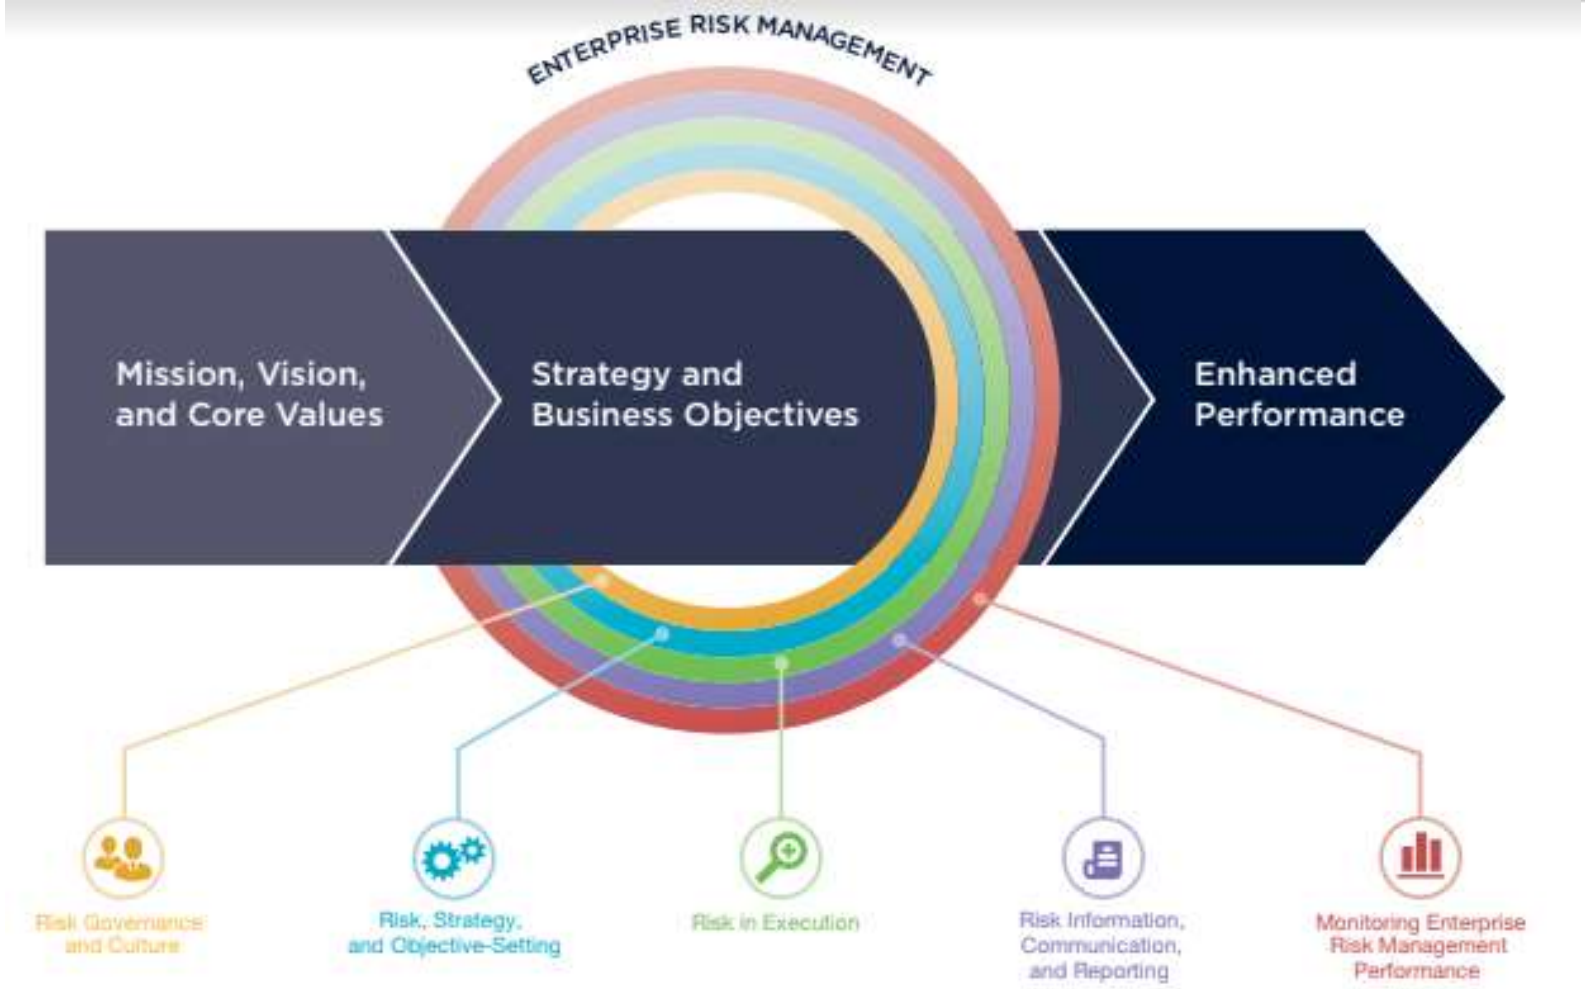 ENTERPRISE RISK MANAGEMENT
Mission, Vision,
and Core Values
Strategy and
Business Objectives
Enhanced
Performance
Risk Governance
and Culture
Risk, Strategy,
and Objective-Setting
Risk in Execution
Risk Information,
Communication,
and Reporting
Monitoring Enterprise
Risk Management
Performance